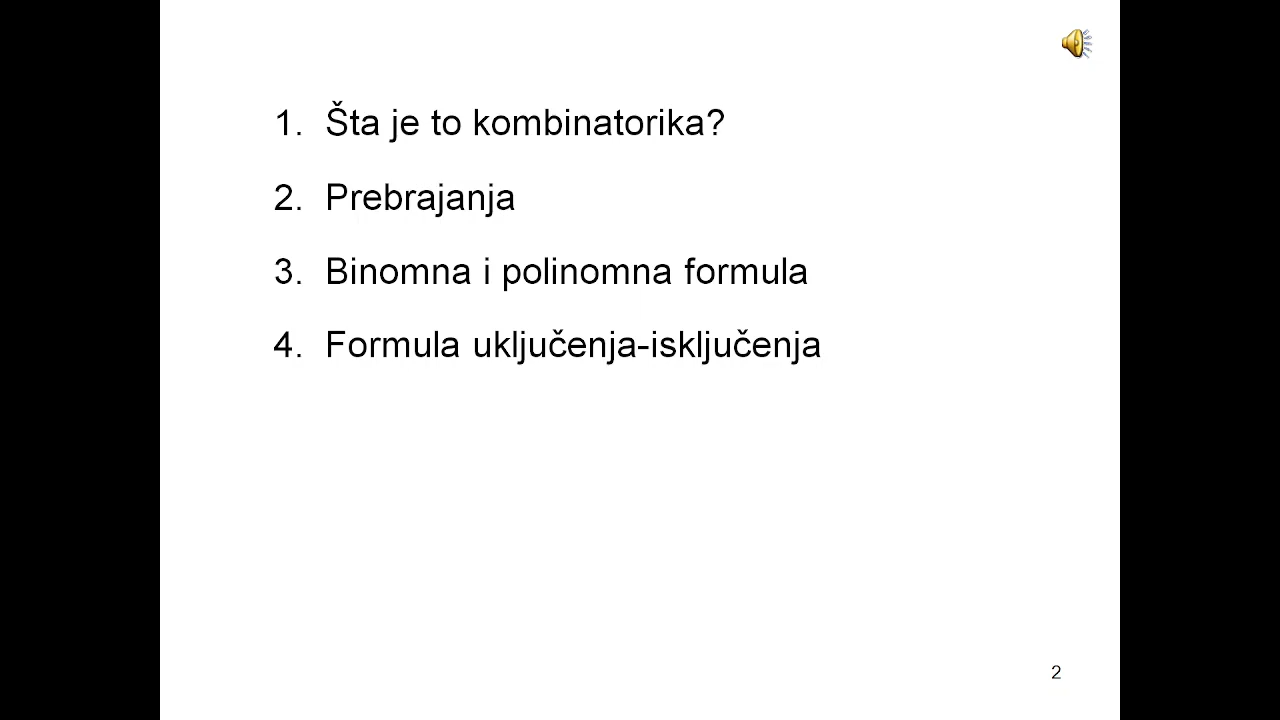 1. Šta je to kombinatorika?
2. Prebrajanja
3. Binomna i polinomna formula
4. Formula uključenja-isključenja
2